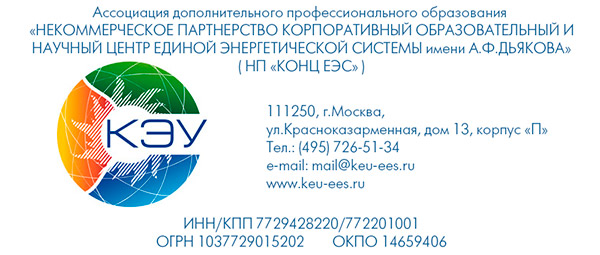 Ассоциация дополнительного профессионального образования
«НЕКОММЕРЧЕСКОЕ ПАРТНЕРСТВО КОРПОРАТИВНЫЙ ОБРАЗОВАТЕЛЬНЫЙ И
НАУЧНЫЙ ЦЕНТР ЕДИНОЙ ЭНЕРГЕТИЧЕСКОЙ СИСТЕМЫ имени А.Ф.ДЬЯКОВА»
( НП «КОНЦ ЕЭС» )
КЭУ
111250, г.Москва,
ул.Красноказарменная, дом 13, корпус «П»
Тел.: (495) 726-51-34
e-mail: mail@keu-ees.ru
www.keu-ees.ru
ИНН/КПП 7729428220/772201001
ОГРН 1037729015202 ОКПО 14659406